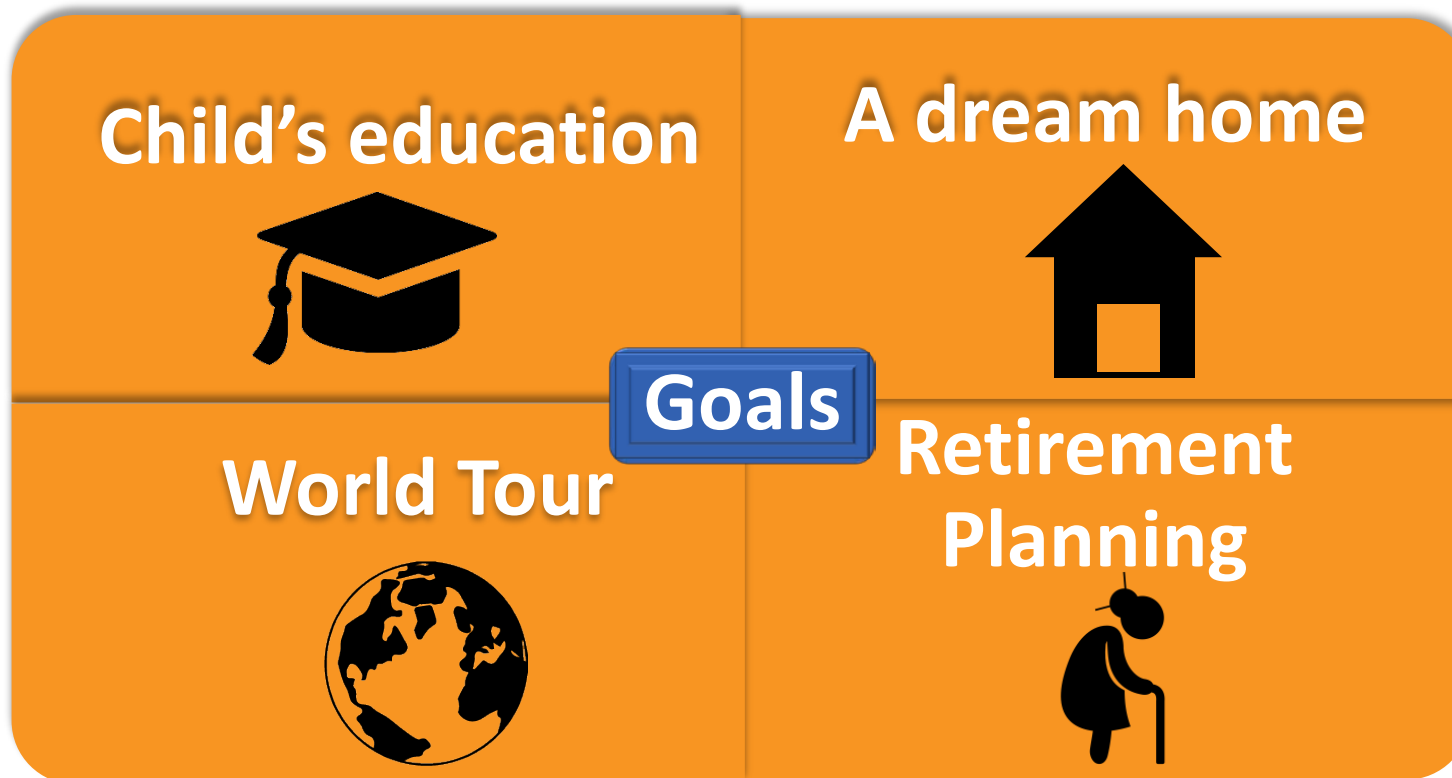 Child’s education
A dream home
Goals
World Tour
Retirement
Planning